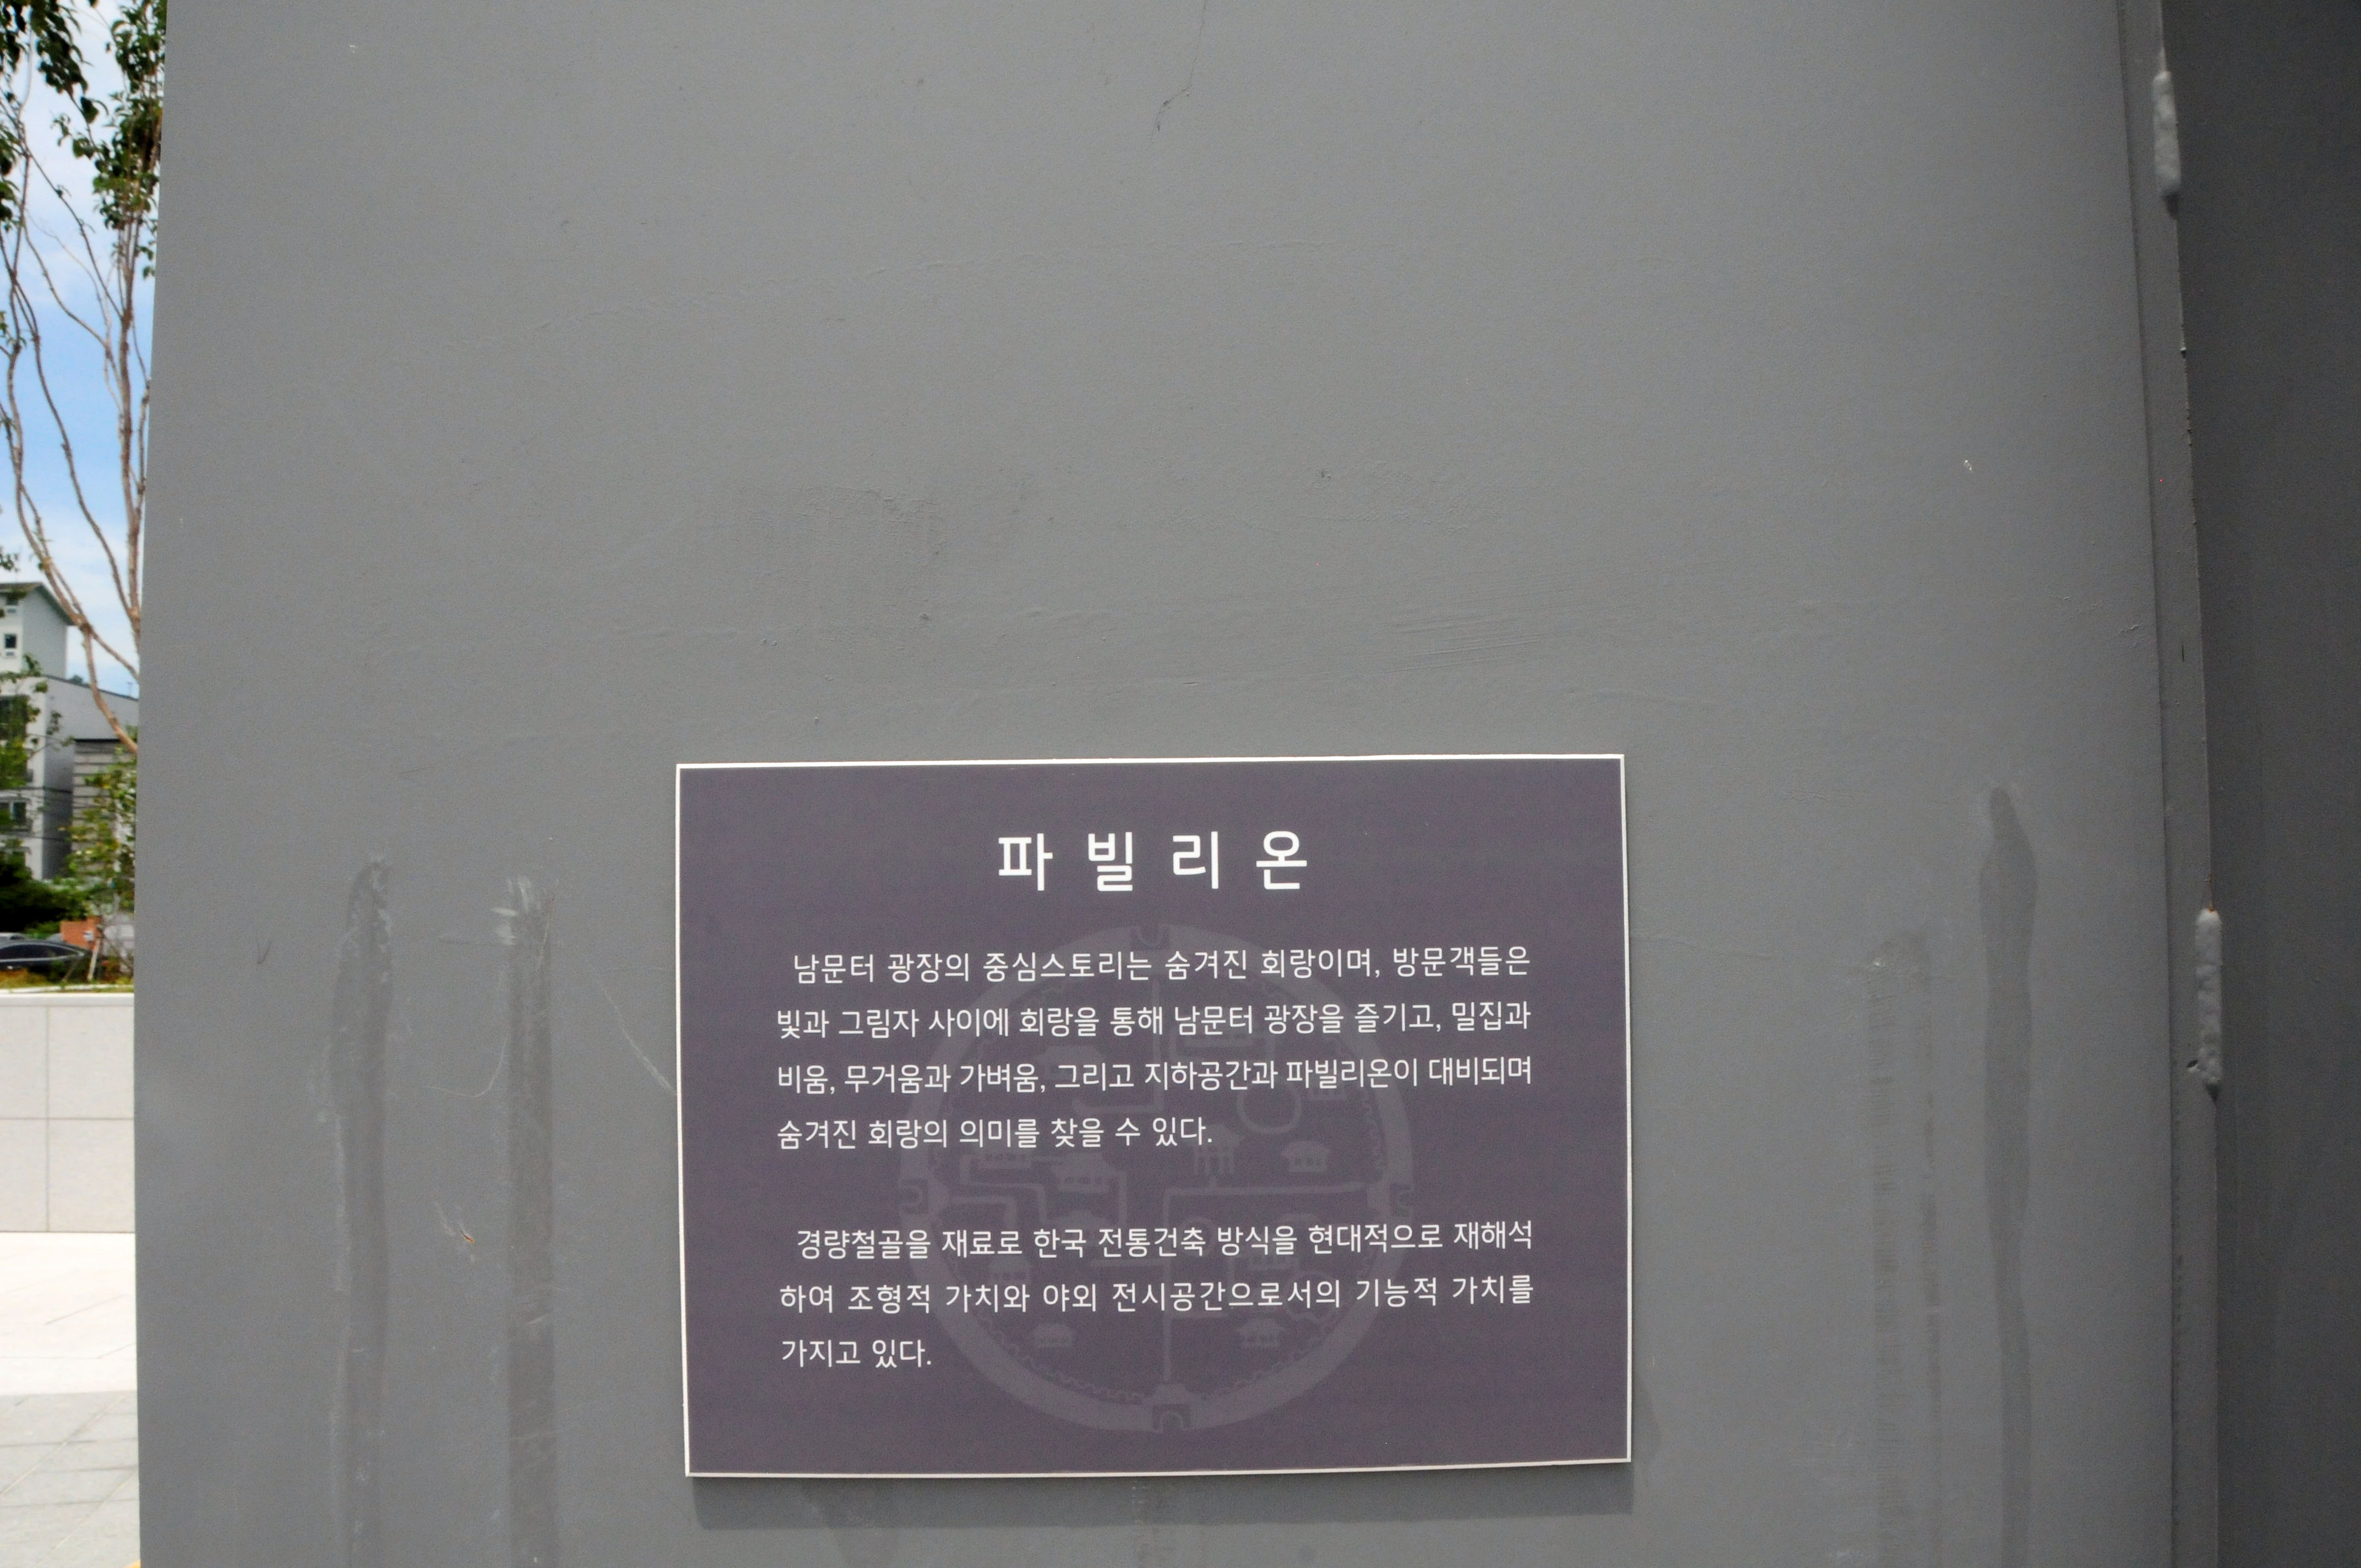 파빌리온
남문터 광장의 중심스토리는 숨겨진 회랑이며, 방문객들은
빛과 그림자 사이에 회랑을 통해 남문터 광장을 즐기고, 밀집과
비움, 무거움과 가벼움, 그리고 지하공간과 파빌리온이 대비되며
숨겨진 회랑의 의미를 찾을 수 있다.
경량철골을 재료로 한국 전통건축 방식을 현대적으로 재해석
하여 조형적 가치와 야외 전시공간으로서의 기능적 가치를
가지고 있다.